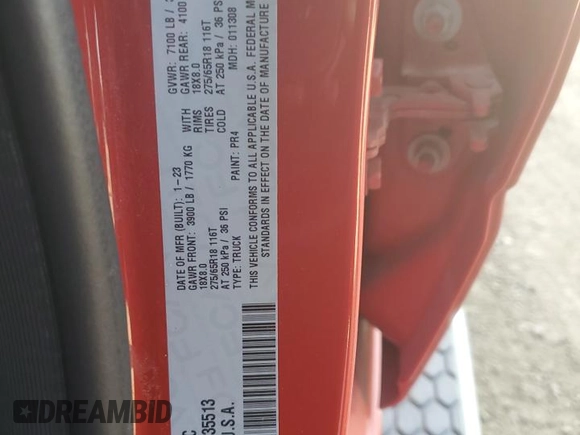 DATE OF MFR (BUILT): 1-23 GVWR: 7100 LB /
GAWR FRONT: 3900 LB / 1770 KG WITH GAWR REAR: 4100
18X8.0 RIMS 18X8.0
275/65R18 116T TIRES 275/65R18 116T
AT 250 kPa / 36 PSI COLD AT 250 kPa / 36 PSI
TYPE: TRUCK PAINT: PR4 MDH: 011308
THIS VEHICLE CONFORMS TO ALL APPLICABLE U.S.A. FEDERAL M
STANDARDS IN EFFECT ON THE DATE OF MANUFACTURE
C
35513
U.S.A.
DREAMBID